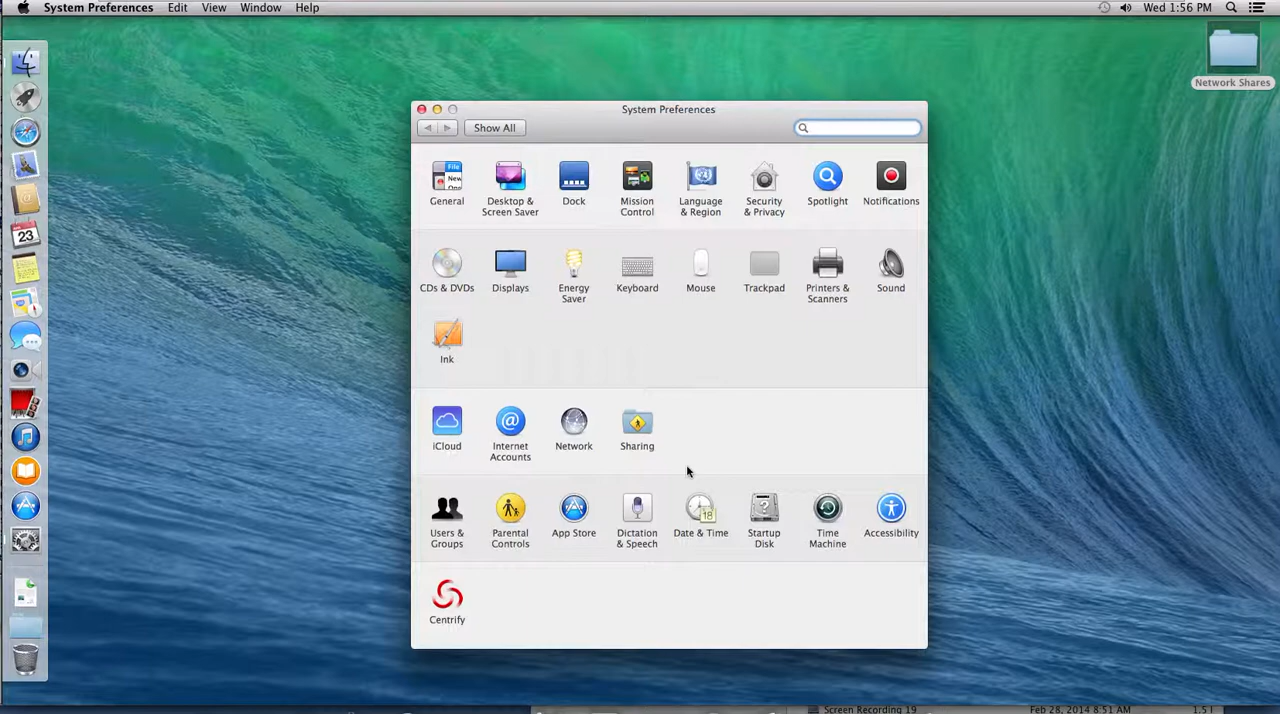 System Preferences Edit View Window Help Wed 1:56 PM
Network Shares
System Preferences
Show All
File
New
General
Desktop &
Screen Saver
Dock
Mission
Control
Language
& Region
Security
& Privacy
Spotlight
Notifications
CDs & DVDs
Displays
Energy
Saver
Keyboard
Mouse
Trackpad
Printers &
Scanners
Sound
Ink
iCloud
Internet
Accounts
Network
Sharing
Users &
Groups
Parental
Controls
App Store
Dictation
& Speech
18
Date & Time
Startup
Disk
Time
Machine
Accessibility
Centrify
23
Screen Recording 19 Feb 28, 2014 8:51 AM